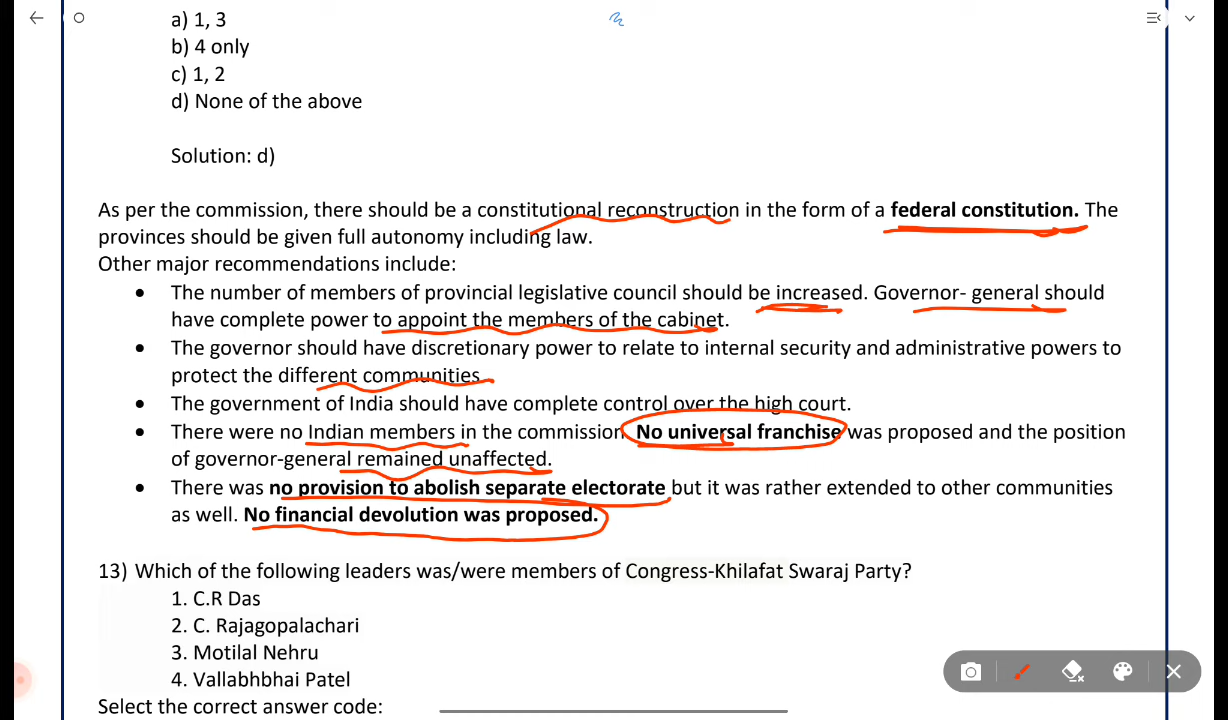 a) 1, 3
b) 4 only
c) 1, 2
d) None of the above
Solution: d)
As per the commission, there should be a constitutional reconstruction in the form of a federal constitution. The
provinces should be given full autonomy including law.
Other major recommendations include:
• The number of members of provincial legislative council should be increased. Governor- general should
have complete power to appoint the members of the cabinet.
• The governor should have discretionary power to relate to internal security and administrative powers to
protect the different communities.
• The government of India should have complete control over the high court.
• There were no Indian members in the commission. No universal franchise was proposed and the position
of governor-general remained unaffected.
• There was no provision to abolish separate electorate but it was rather extended to other communities
as well. No financial devolution was proposed.
13) Which of the following leaders was/were members of Congress-Khilafat Swaraj Party?
1. C.R Das
2. C. Rajagopalachari
3. Motilal Nehru
4. Vallabhbhai Patel
Select the correct answer code: